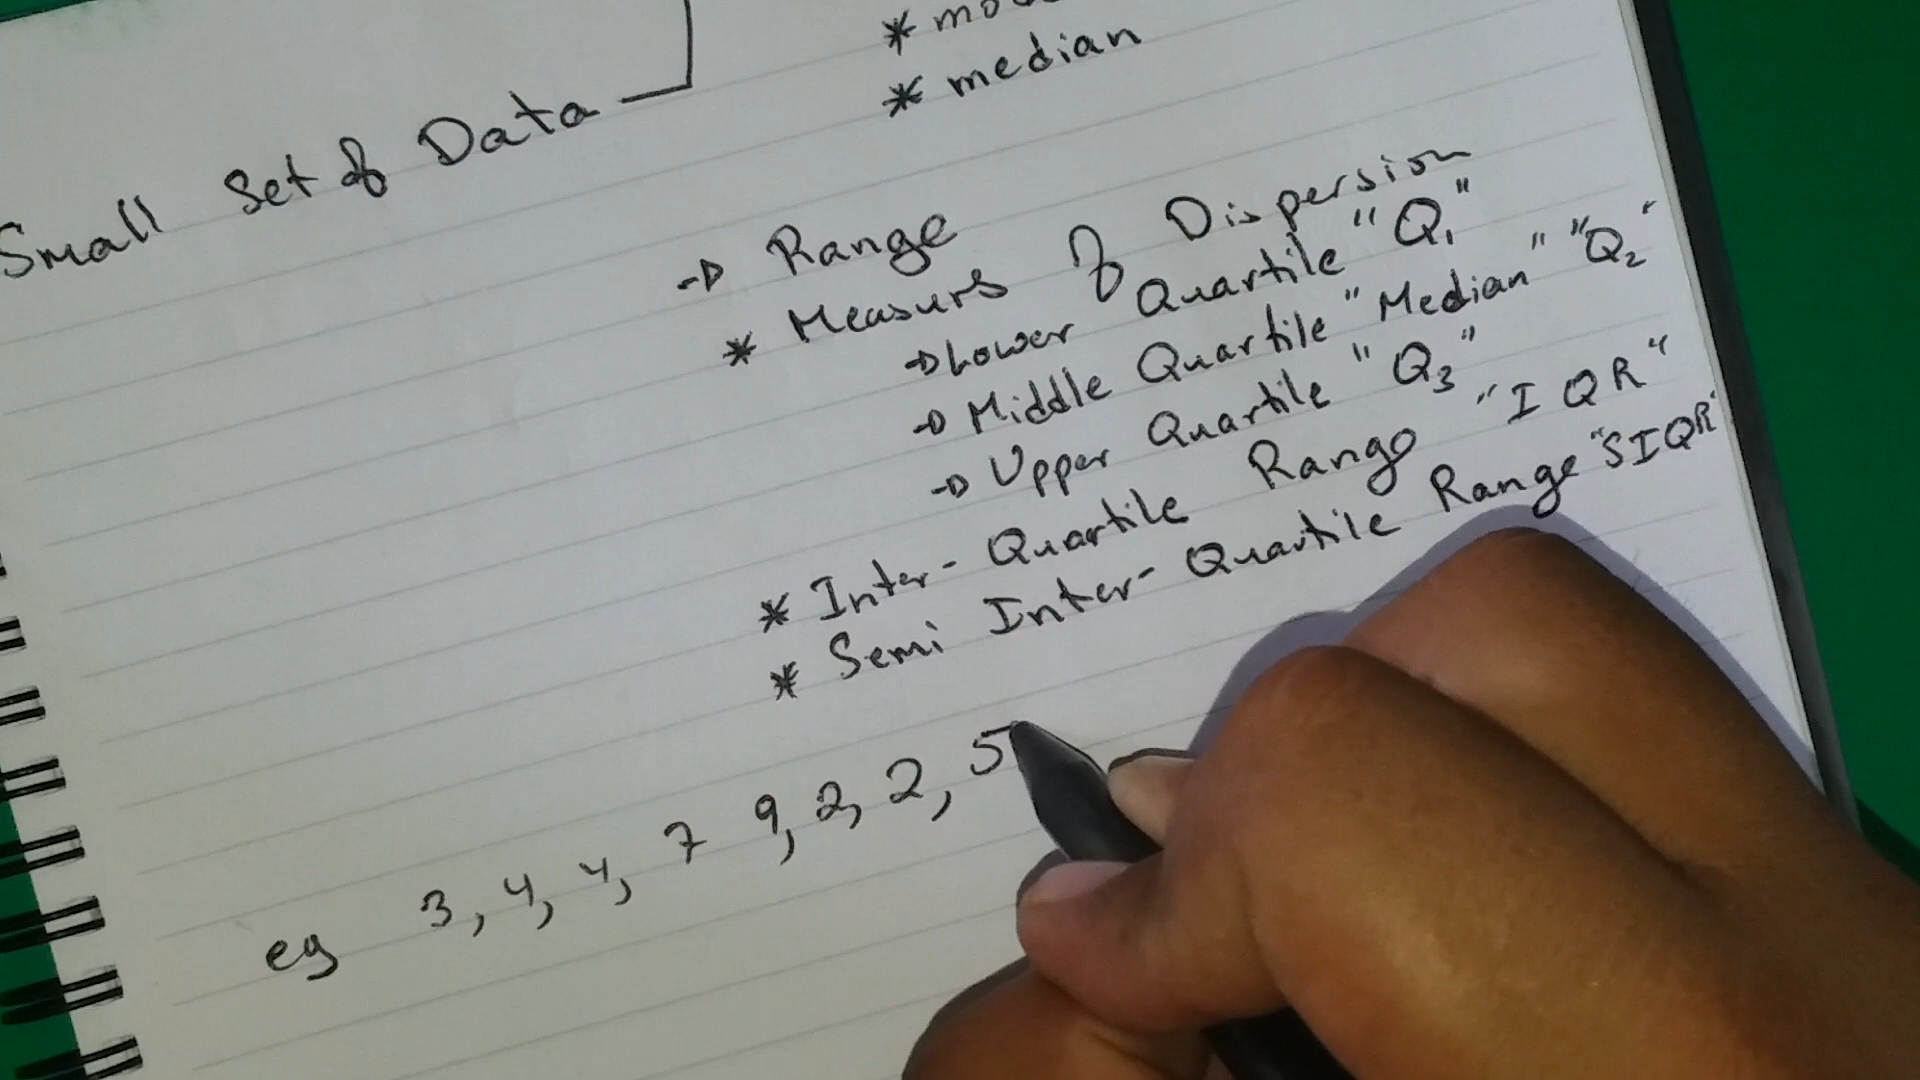 * median
Small Set of Data
-> Range
* Measurs of Dispersion
-> Lower Quartile "Q1"
-> Middle Quartile "Median" "Q2"
-> Upper Quartile "Q3"
* Inter-Quartile Range "IQR"
* Semi Inter-Quartile Range "SIQR"
eg 3, 4, 4, 7 9, 2, 2, 5